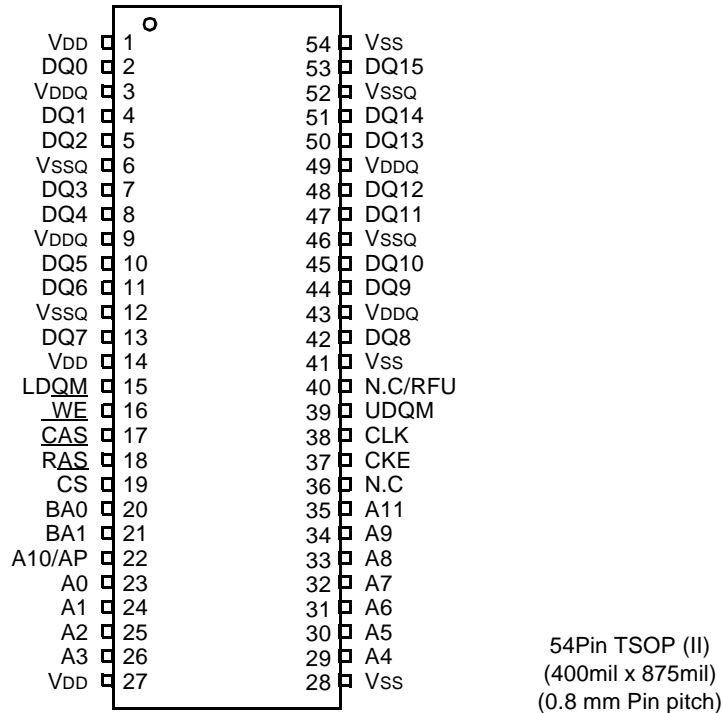 VDD 1 54 VSS
DQ0 2 53 DQ15
VDDQ 3 52 VSSQ
DQ1 4 51 DQ14
DQ2 5 50 DQ13
VSSQ 6 49 VDDQ
DQ3 7 48 DQ12
DQ4 8 47 DQ11
VDDQ 9 46 VSSQ
DQ5 10 45 DQ10
DQ6 11 44 DQ9
VSSQ 12 43 VDDQ
DQ7 13 42 DQ8
VDD 14 41 VSS
LDQM 15 40 N.C/RFU
WE 16 39 UDQM
CAS 17 38 CLK
RAS 18 37 CKE
CS 19 36 N.C
BA0 20 35 A11
BA1 21 34 A9
A10/AP 22 33 A8
A0 23 32 A7
A1 24 31 A6
A2 25 30 A5
A3 26 29 A4
VDD 27 28 VSS
54Pin TSOP (II)
(400mil x 875mil)
(0.8 mm Pin pitch)